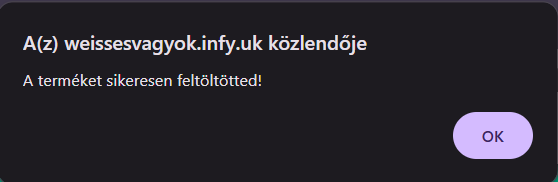 A(z) weissesvagyok.infy.uk közlendője
A terméket sikeresen feltöltötted!
OK